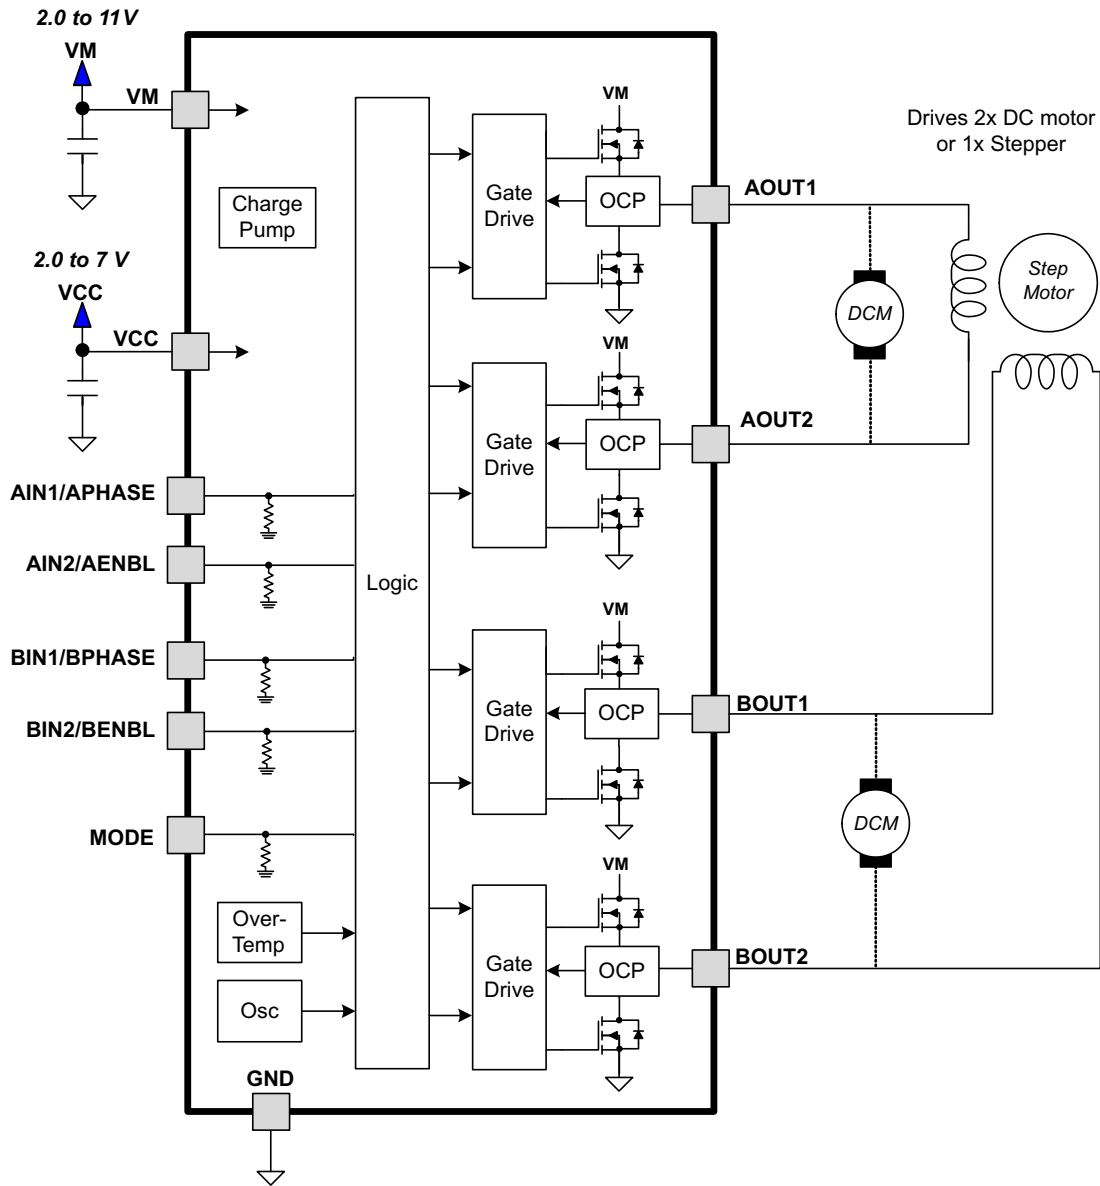 2.0 to 11V
VM
VM
Charge
Pump
2.0 to 7 V
VCC
VCC
AIN1/APHASE
AIN2/AENBL
BIN1/BPHASE
BIN2/BENBL
MODE
Over-
Temp
Osc
GND
Logic
VM
Gate
Drive
OCP
VM
Gate
Drive
OCP
VM
Gate
Drive
OCP
VM
Gate
Drive
OCP
AOUT1
AOUT2
BOUT1
BOUT2
Drives 2x DC motor
or 1x Stepper
DCM
Step
Motor
DCM